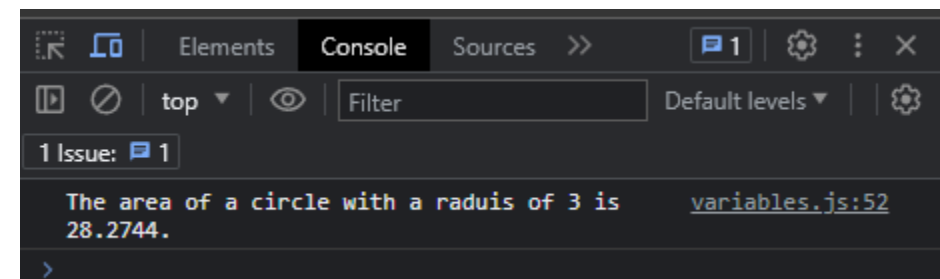 Elements Console Sources >> 1
top ▼ Filter Default levels ▼
1 Issue: 1
The area of a circle with a raduis of 3 is variables.js:52
28.2744.
>